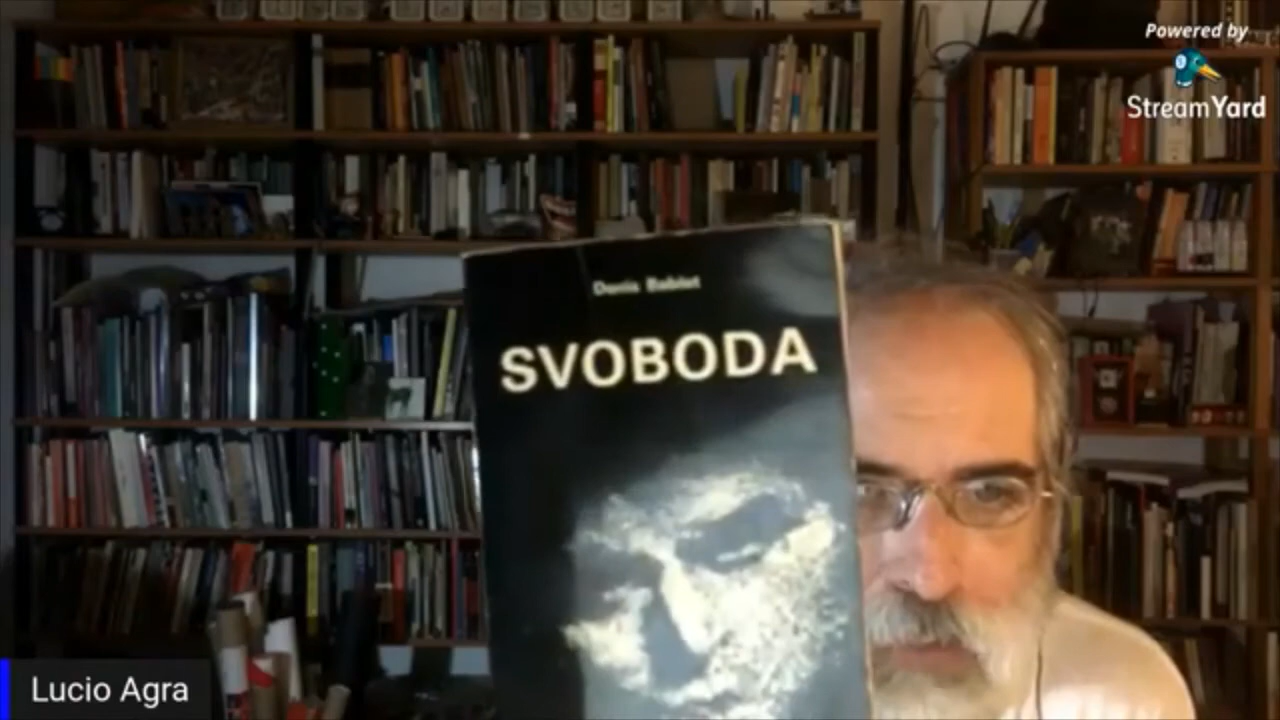 Powered by
StreamYard
Denis Bablet
SVOBODA
Lucio Agra